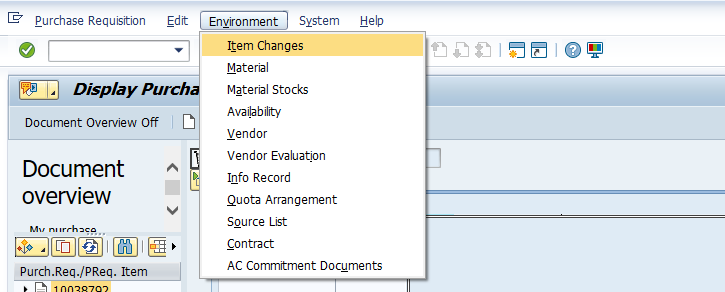 Purchase Requisition Edit Environment System Help
Item Changes
Material
Display Purcha
Material Stocks
Availability
Document Overview Off
Vendor
Vendor Evaluation
Document
overview
Info Record
Quota Arrangement
Source List
My purchase
Contract
AC Commitment Documents
Purch.Req./PReq. Item
10038792